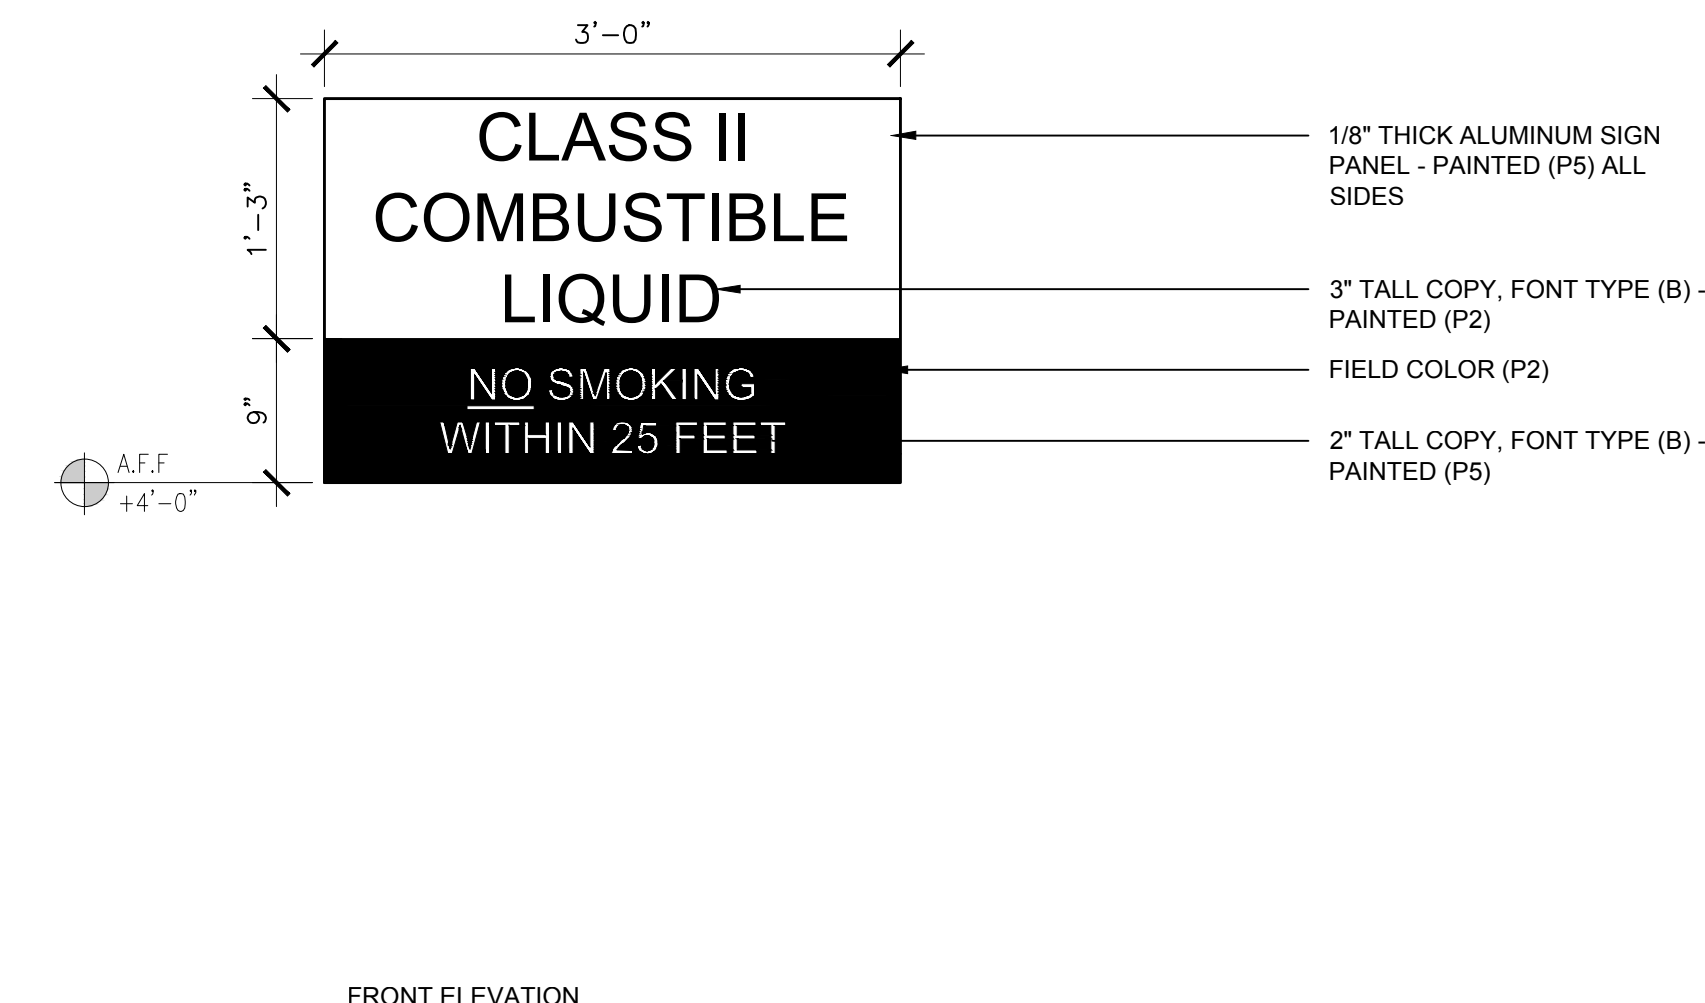 3'-0"
CLASS II
COMBUSTIBLE
LIQUID
NO SMOKING
WITHIN 25 FEET
1'-3"
9"
A.F.F
+4'-0"
1/8" THICK ALUMINUM SIGN
PANEL - PAINTED (P5) ALL
SIDES
3" TALL COPY, FONT TYPE (B) -
PAINTED (P2)
FIELD COLOR (P2)
2" TALL COPY, FONT TYPE (B) -
PAINTED (P5)
FRONT ELEVATION